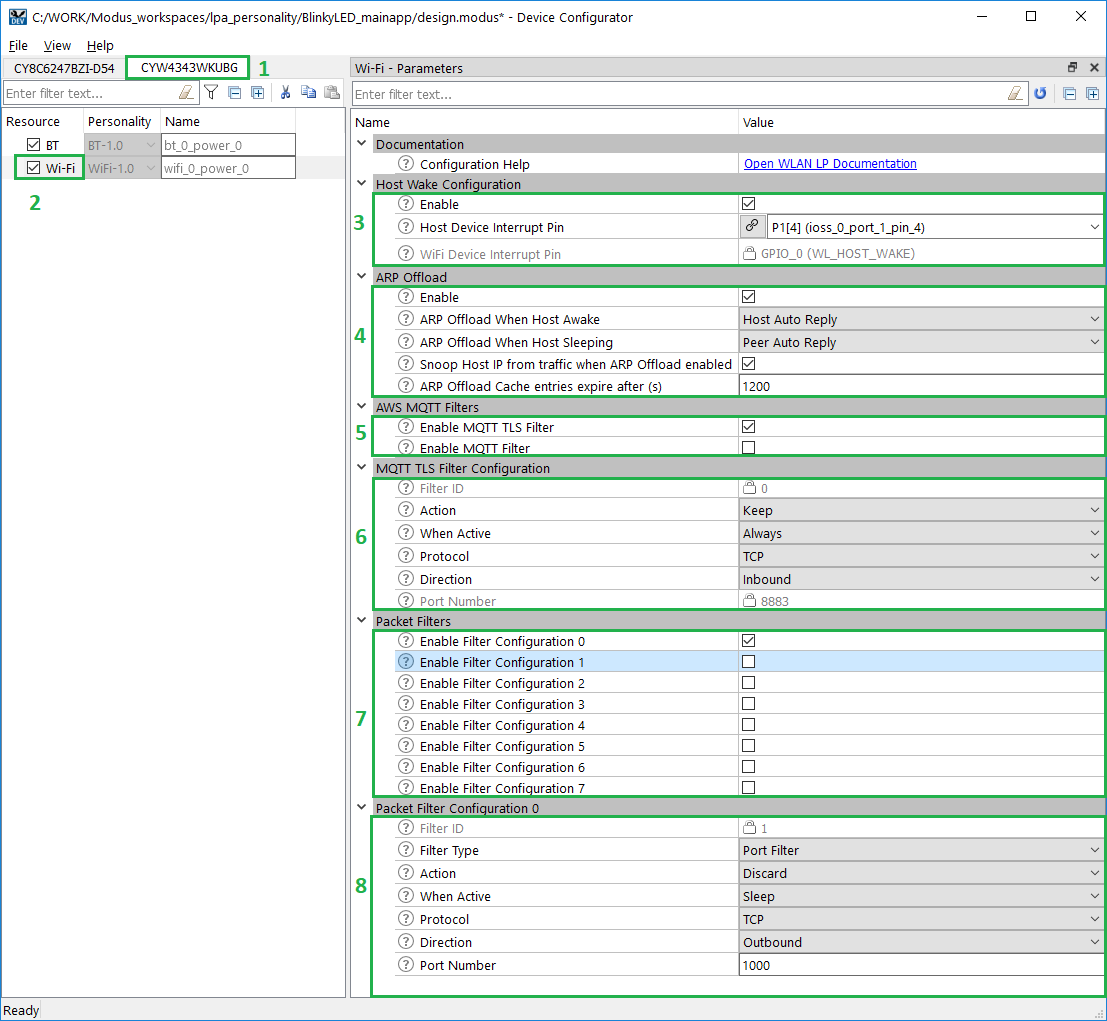 C:/WORK/Modus_workspaces/lpa_personality/BlinkyLED_mainapp/design.modus* - Device Configurator
File View Help
CY8C6247BZI-D54 CYW4343WKUBG 1
Enter filter text...
Resource Personality Name
BT BT-1.0 bt_0_power_0
Wi-Fi WiFi-1.0 wifi_0_power_0
2
Wi-Fi - Parameters
Enter filter text...
Name Value
Documentation
Configuration Help Open WLAN LP Documentation
Host Wake Configuration
3
Enable
Host Device Interrupt Pin P1[4] (ioss_0_port_1_pin_4)
WiFi Device Interrupt Pin GPIO_0 (WL_HOST_WAKE)
ARP Offload
4
Enable
ARP Offload When Host Awake Host Auto Reply
ARP Offload When Host Sleeping Peer Auto Reply
Snoop Host IP from traffic when ARP Offload enabled
ARP Offload Cache entries expire after (s) 1200
AWS MQTT Filters
5
Enable MQTT TLS Filter
Enable MQTT Filter
MQTT TLS Filter Configuration
6
Filter ID 0
Action Keep
When Active Always
Protocol TCP
Direction Inbound
Port Number 8883
Packet Filters
7
Enable Filter Configuration 0
Enable Filter Configuration 1
Enable Filter Configuration 2
Enable Filter Configuration 3
Enable Filter Configuration 4
Enable Filter Configuration 5
Enable Filter Configuration 6
Enable Filter Configuration 7
Packet Filter Configuration 0
8
Filter ID 1
Filter Type Port Filter
Action Discard
When Active Sleep
Protocol TCP
Direction Outbound
Port Number 1000
Ready